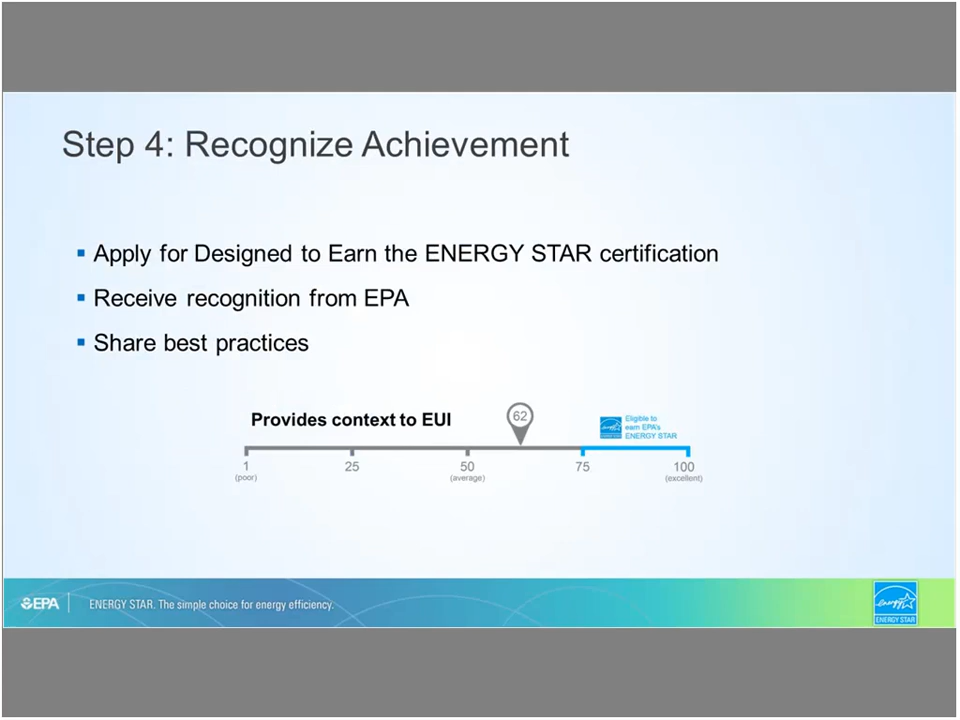 Step 4: Recognize Achievement
Apply for Designed to Earn the ENERGY STAR certification
Receive recognition from EPA
Share best practices
Provides context to EUI
62
Eligible to
earn EPA's
ENERGY STAR
1
(poor)
25
50
(average)
75
100
(excellent)
EPA
ENERGY STAR. The simple choice for energy efficiency.
energy
ENERGY STAR